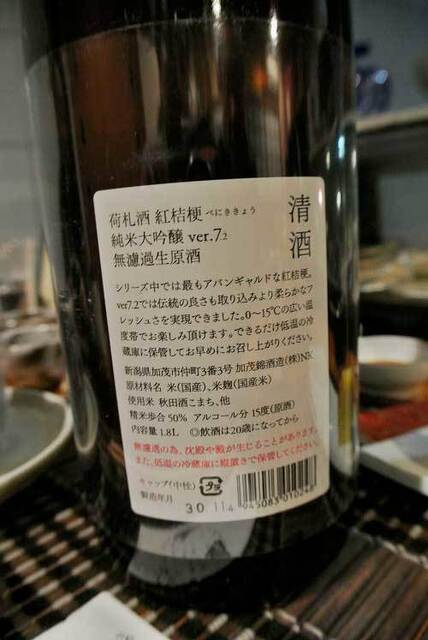 清酒
荷札酒 紅桔梗 べにききょう
純米大吟醸 ver.7.2
無濾過生原酒
シリーズ中では最もアバンギャルドな紅桔梗。
ver7.2では伝統の良さも取り込みより柔らかなフ
レッシュさを実現できました。0〜15℃の広い温
度帯でお楽しみ頂けます。できるだけ低温の冷
蔵庫に保管してお早めにお召し上がりください。
新潟県加茂市仲町3番3号 加茂錦酒造(株)NK
原材料名 米(国産)、米麹(国産米)
使用米 秋田酒こまち、他
精米歩合 50% アルコール分 15度(原酒)
内容量 1.8L ◎飲酒は20歳になってから
無濾過の為、沈殿や澱が生じることがあります。
また、低温の冷蔵庫に縦置きで保管してください。
キャップ(中栓)
製造年月 30.11.4